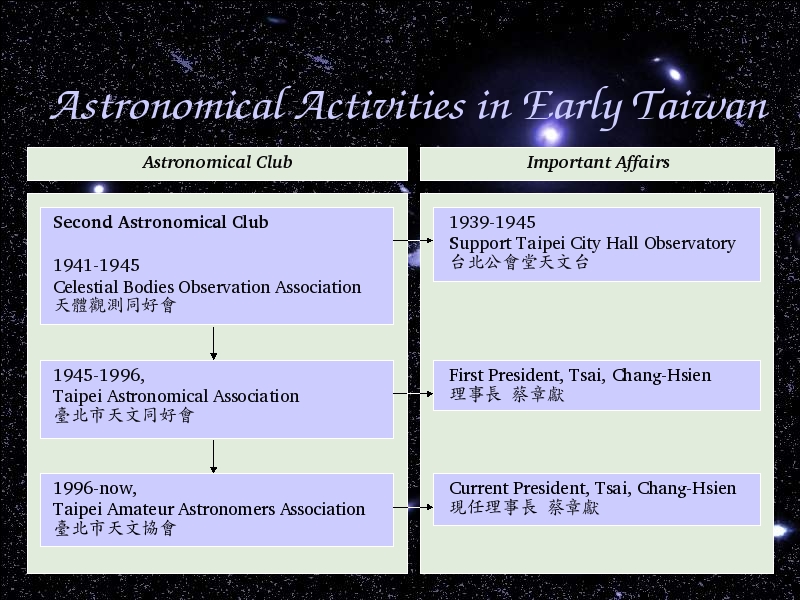 Astronomical Activities in Early Taiwan
Astronomical Club
Important Affairs
Second Astronomical Club
1941-1945
Celestial Bodies Observation Association
天體觀測同好會
1939-1945
Support Taipei City Hall Observatory
台北公會堂天文台
1945-1996,
Taipei Astronomical Association
臺北市天文同好會
First President, Tsai, Chang-Hsien
理事長 蔡章獻
1996-now,
Taipei Amateur Astronomers Association
臺北市天文協會
Current President, Tsai, Chang-Hsien
現任理事長 蔡章獻